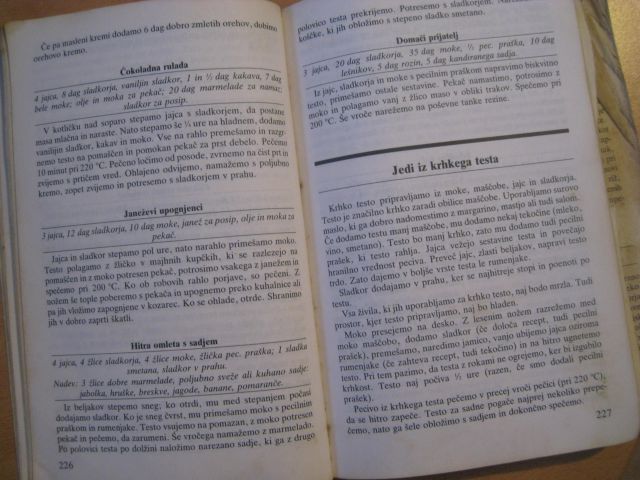 Če pa masleni kremi dodamo 6 dag dobro zmletih orehov, dobimo
orehovo kremo.
Čokoladna rulada
4 jajca, 8 dag sladkorja, vaniljin sladkor, 1 in ½ dag kakava, 7 dag
bele moke; olje in moka za pekač; 20 dag marmelade za namaz;
sladkor za posip.
V kotličku nad soparo stepamo jajca s sladkorjem, da postane
masa mlačna in naraste. Nato stepamo še ¼ ure na hladnem, dodamo
vanilijin sladkor, kakav in moko. Vse na rahlo premešamo in razgr-
nemo testo na pomaščen in pomokan pekač za prst debelo. Pečemo
10 minut pri 220 °C. Pečeno ločimo od posode, zvrnemo na čist prt in
zvijemo s prtičem vred. Ohlajeno odvijemo, namažemo s poljubno
kremo, zopet zvijemo in potresemo s sladkorjem v prahu.
Janeževi upognjenci
3 jajca, 12 dag sladkorja, 10 dag moke, janež za posip, olje in moka za
pekač.
Jajca in sladkor stepamo pol ure, nato narahlo primešamo moko.
Testo polagamo z žličko v majhnih kupčkih, ki se razlezejo na
pomaščen in z moko potresen pekač, potrosimo vsakega z janežem in
spečemo pri 200 °C. Ko ob robovih rahlo porjave, so pečeni. Z
nožem še tople poberemo s pekača in upognemo preko kuhalnice ali
pa jih vložimo zapognjene v kozarec. Ko se ohlade, otrde. Shranimo
jih v dobro zaprti škatli.
Hitra omleta s sadjem
4 jajca, 4 žlice sladkorja, 4 žlice moke, žlička pec. praška; 1 sladka
smetana, sladkor v prahu.
Nadev: 3 žlice dobre marmelade, poljubno sveže ali kuhano sadje:
jabolka, hruške, breskve, jagode, banane, pomaranče.
Iz beljakov stepemo sneg; ko otrdi, mu med stepanjem počasi
dodajamo sladkor. Ko je sneg čvrst, mu primešamo moko s pecilnim
praškom in rumenjake. Testo vsujemo na pomazan, z moko potresen
pekač in pečemo, da zarumeni. Še vročega namažemo z marmelado.
Po polovici testa po dolžini naložimo narezano sadje, ki ga z drugo
226
polovico testa prekrijemo. Potresemo s sladkorjem. Narežemo na
kolčke, ki jih obložimo s stepeno sladko smetano.
Domači prijatelj
3 jajca, 20 dag sladkorja, 35 dag moke, ½ pec. praška, 10 dag
lešnikov, 5 dag rozin, 5 dag kandiranega sadja.
Iz jajc, sladkorja in moke s pecilnim praškom napravimo biskvitno
testo, primešamo ostale sestavine. Pekač namastimo, potrosimo z
moko in polagamo vanj z žlico maso v obliki trakov. Spečemo pri
200 °C. Še vroče narežemo na poševne tanke rezine.
Jedi iz krhkega testa
Krhko testo pripravljamo iz moke, maščobe, jajc in sladkorja.
Testo je značilno krhko zaradi obilice maščobe. Uporabljamo surovo
maslo, ki ga dobro nadomestimo z margarino, mastjo ali tudi salom.
Če dodamo testu manj maščobe, mu dodamo nekaj tekočine (mleko,
vino, smetano). Testo bo manj krhko, zato mu dodamo tudi pecilni
prašek, ki testo rahlja. Jajca vežejo sestavine testa in povečajo
hranilno vrednost peciva. Preveč jajc, zlasti beljakov, napravi testo
trdo. Zato dajemo v boljše vrste testa le rumenjake.
Sladkor dodajamo v prahu, ker se najhitreje stopi in poenoti po
testu.
Vsa živila, ki jih uporabljamo za krhko testo, naj bodo mrzla. Tudi
prostor, kjer testo pripravljamo, naj bo hladen.
Moko presejemo na desko. Z lesenim nožem razrežemo med
moko maščobo, dodamo sladkor (če določa recept, tudi pecilni
prašek), premešamo, naredimo jamico, vanjo ubijemo jajca oziroma
rumenjake (če zahteva recept, tudi tekočino) in na hitro ugnetemo
testo. Pri tem pazimo, da testa z rokami ne ogrejemo, ker bi izgubilo
krhkost. Testo naj počiva ½ ure (razen, če smo dodali pecilni
prašek).
Pecivo iz krhkega testa pečemo v precej vroči pečici (pri 220 °C),
da se hitro zapeče. Testo za sadne pogače najprej nekoliko prepe-
čemo, nato ga šele obložimo s sadjem in dokončno spečemo.
227